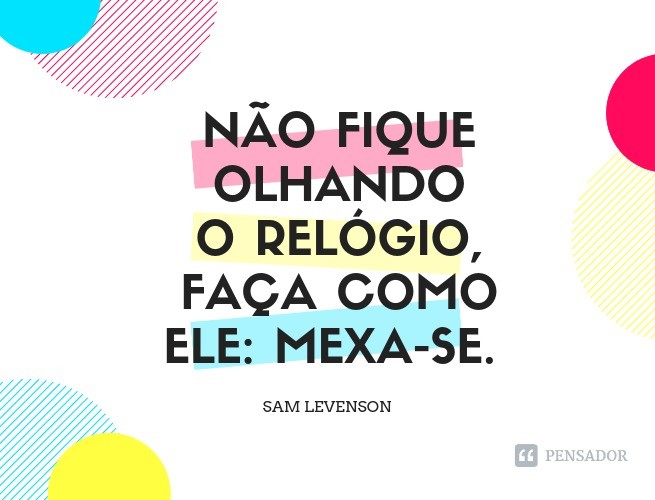 NÃO FIQUE
OLHANDO
O RELÓGIO,
FAÇA COMO
ELE: MEXA-SE.
SAM LEVENSON
PENSADOR